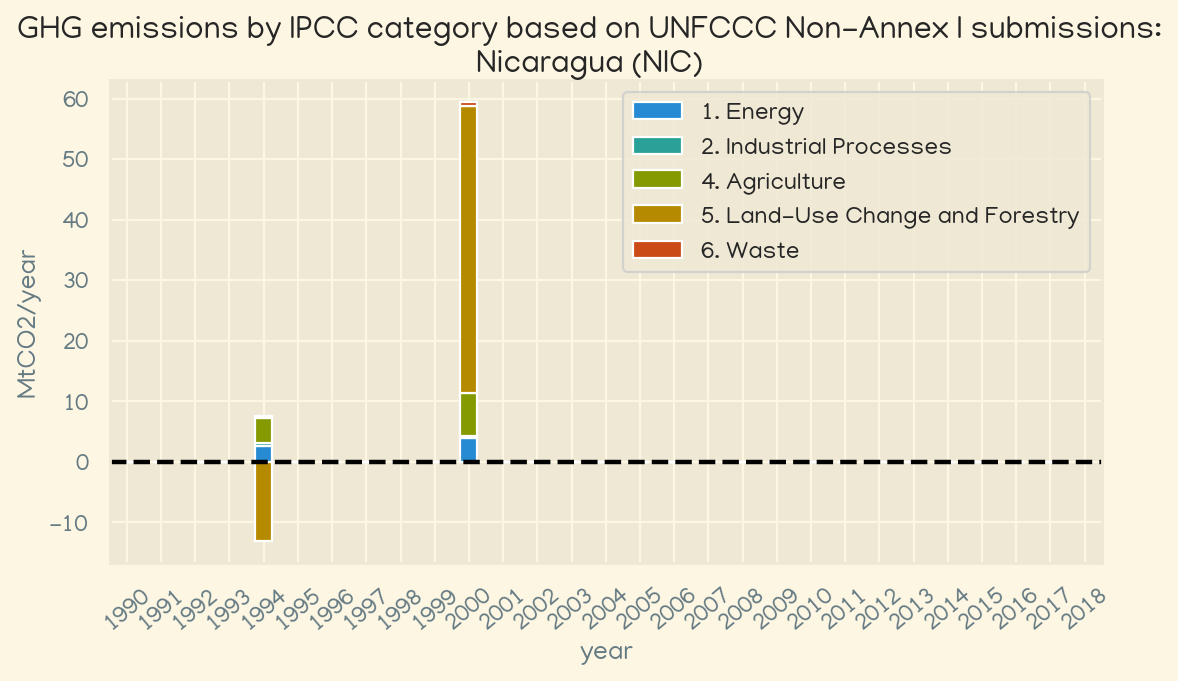 GHG emissions by IPCC category based on UNFCCC Non-Annex I submissions:
Nicaragua (NIC)
60
50
40
30
20
10
0
−10
MtCO2/year
1. Energy
2. Industrial Processes
4. Agriculture
5. Land-Use Change and Forestry
6. Waste
1990 1991 1992 1993 1994 1995 1996 1997 1998 1999 2000 2001 2002 2003 2004 2005 2006 2007 2008 2009 2010 2011 2012 2013 2014 2015 2016 2017 2018
year